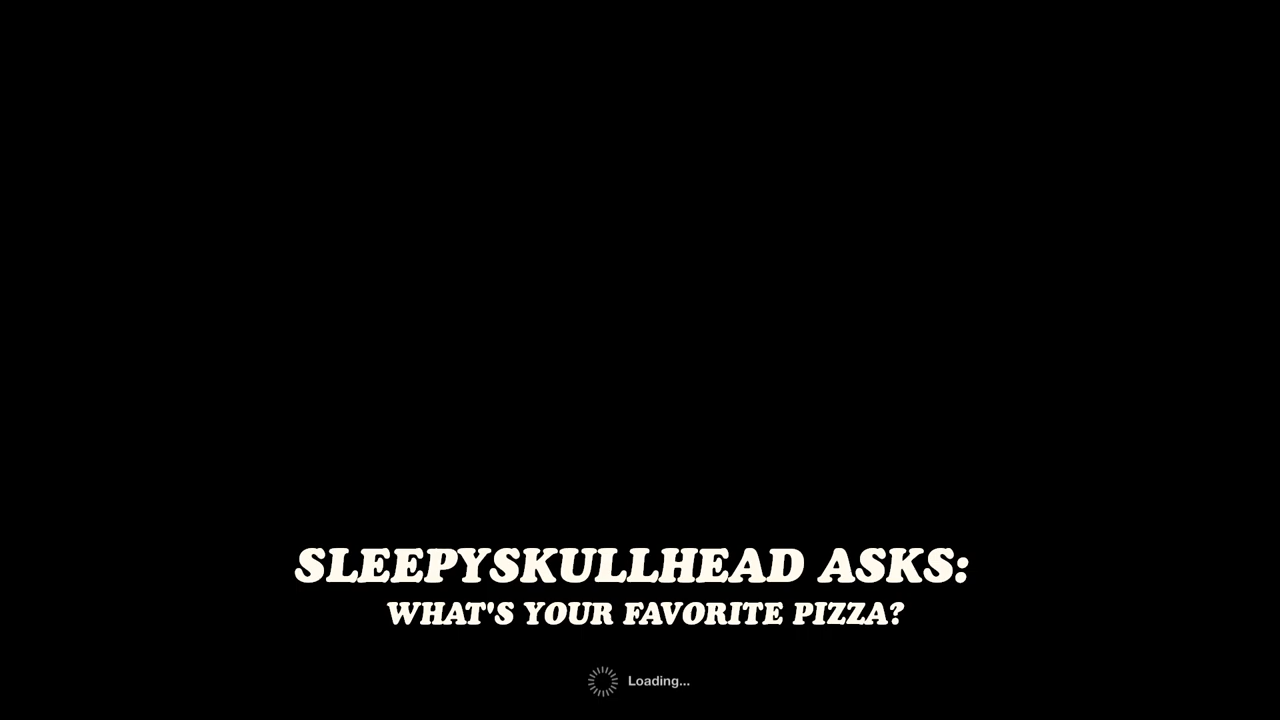 SLEEPYSKULLHEAD ASKS:
WHAT'S YOUR FAVORITE PIZZA?
Loading...